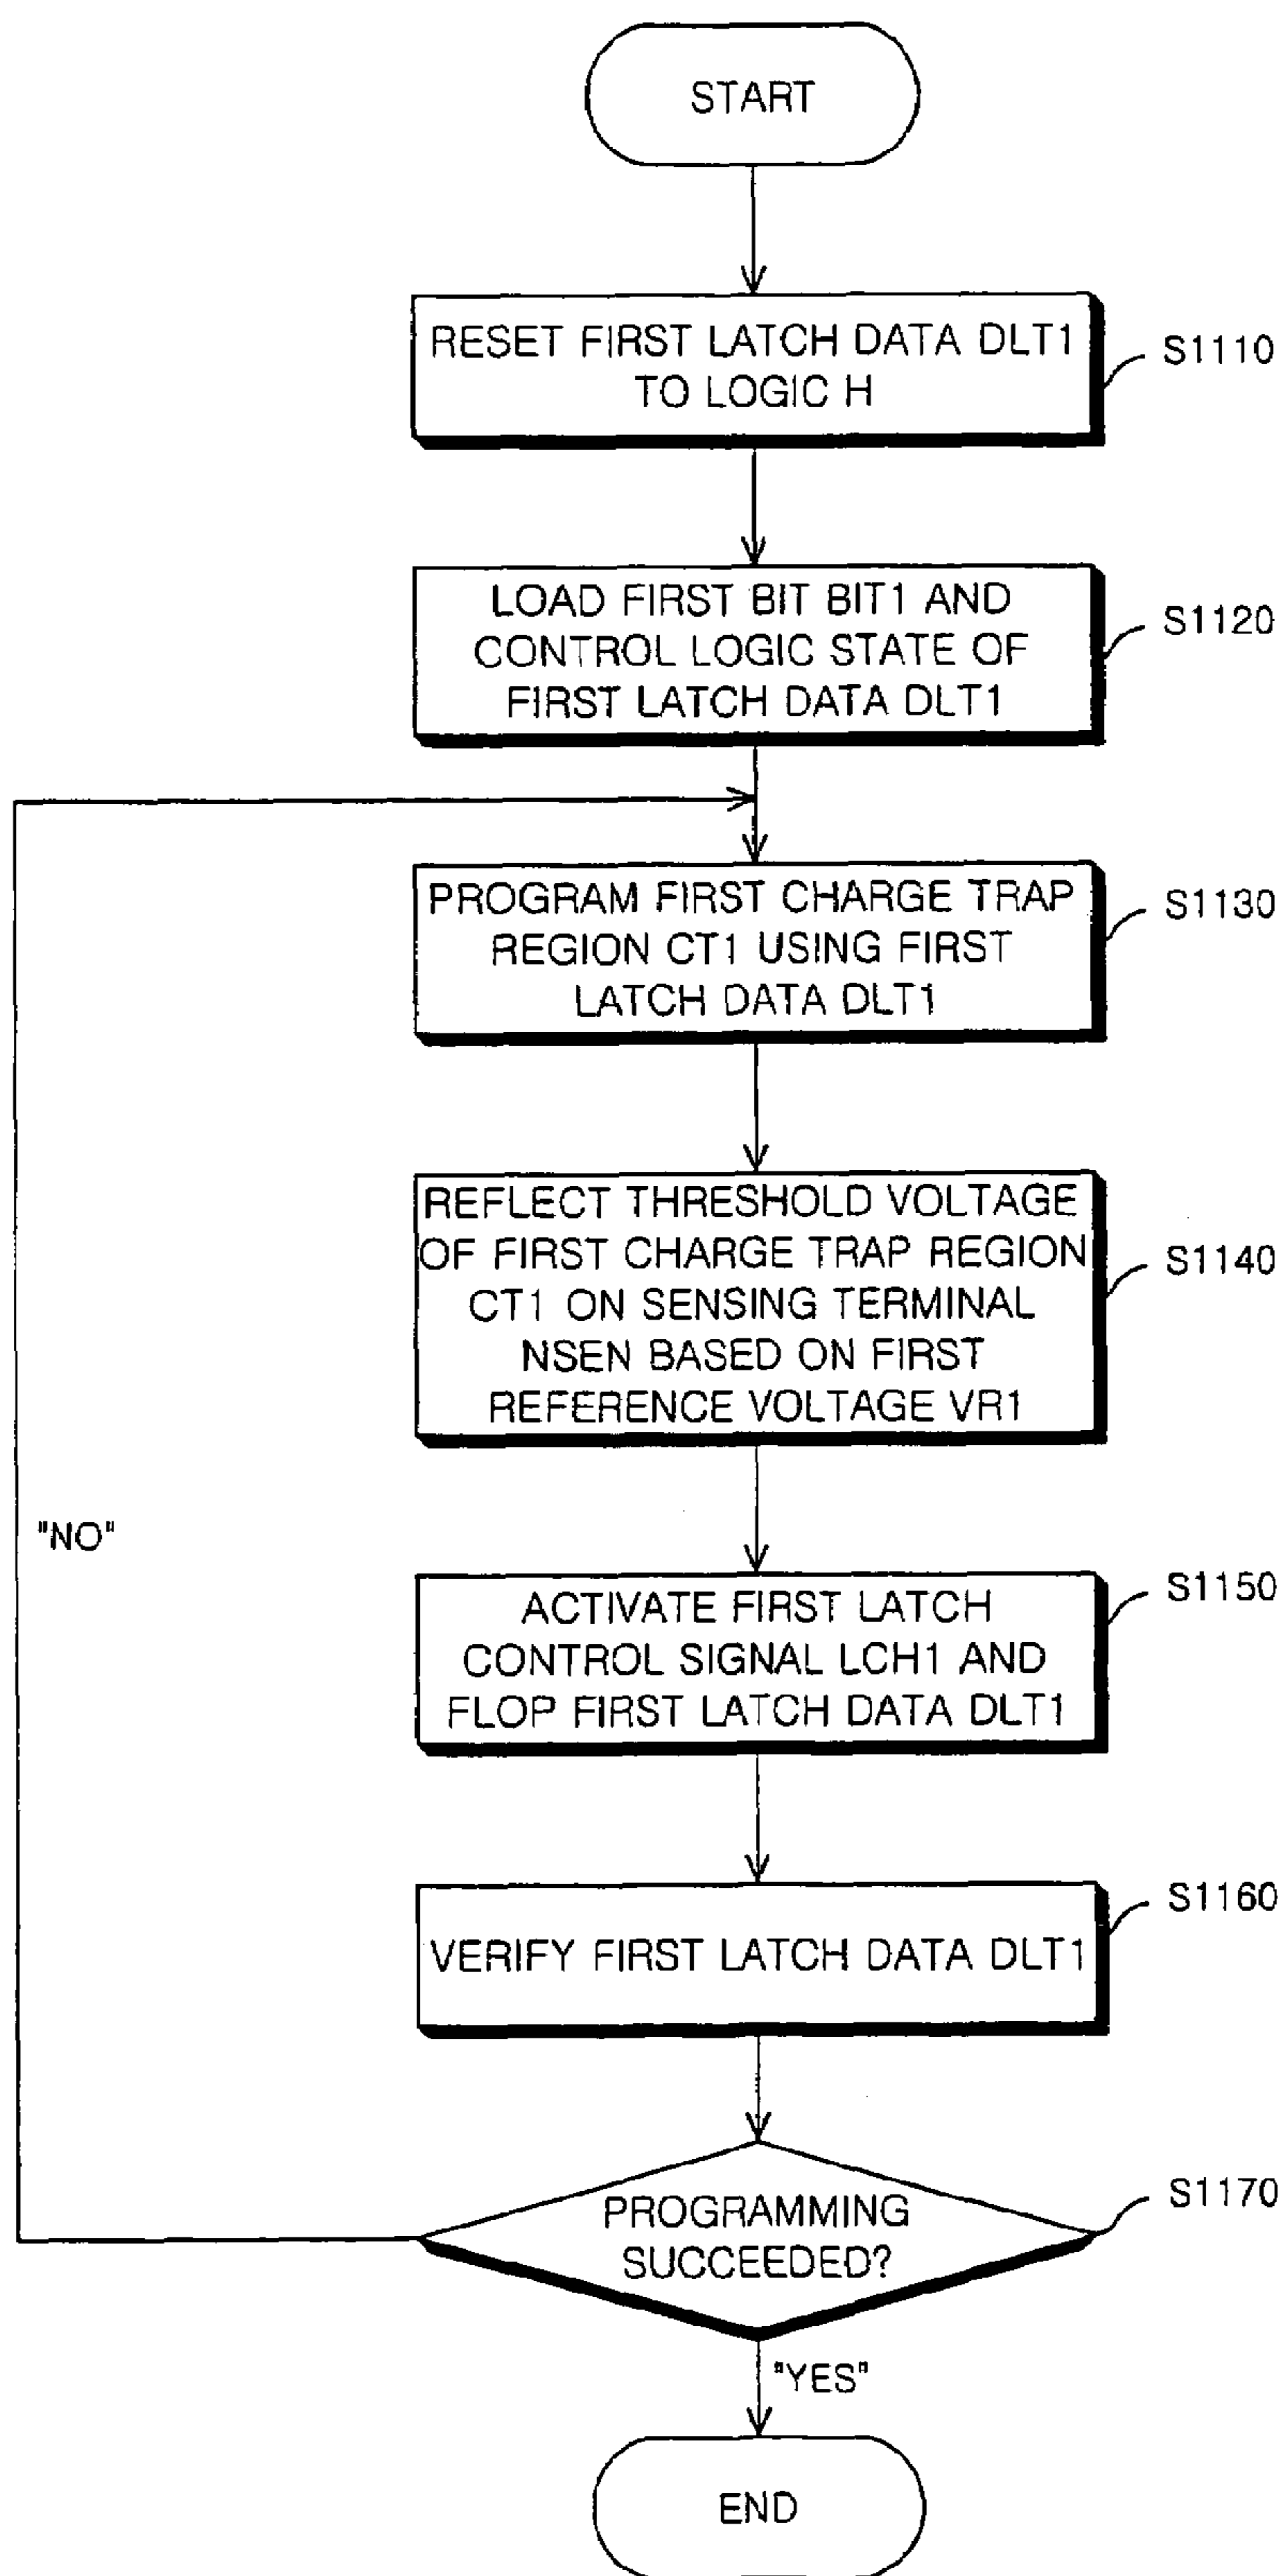 START
RESET FIRST LATCH DATA DLT1
TO LOGIC H
S1110
LOAD FIRST BIT BIT1 AND
CONTROL LOGIC STATE OF
FIRST LATCH DATA DLT1
S1120
PROGRAM FIRST CHARGE TRAP
REGION CT1 USING FIRST
LATCH DATA DLT1
S1130
REFLECT THRESHOLD VOLTAGE
OF FIRST CHARGE TRAP REGION
CT1 ON SENSING TERMINAL
NSEN BASED ON FIRST
REFERENCE VOLTAGE VR1
S1140
"NO"
ACTIVATE FIRST LATCH
CONTROL SIGNAL LCH1 AND
FLOP FIRST LATCH DATA DLT1
S1150
VERIFY FIRST LATCH DATA DLT1
S1160
PROGRAMMING
SUCCEEDED?
S1170
"YES"
END